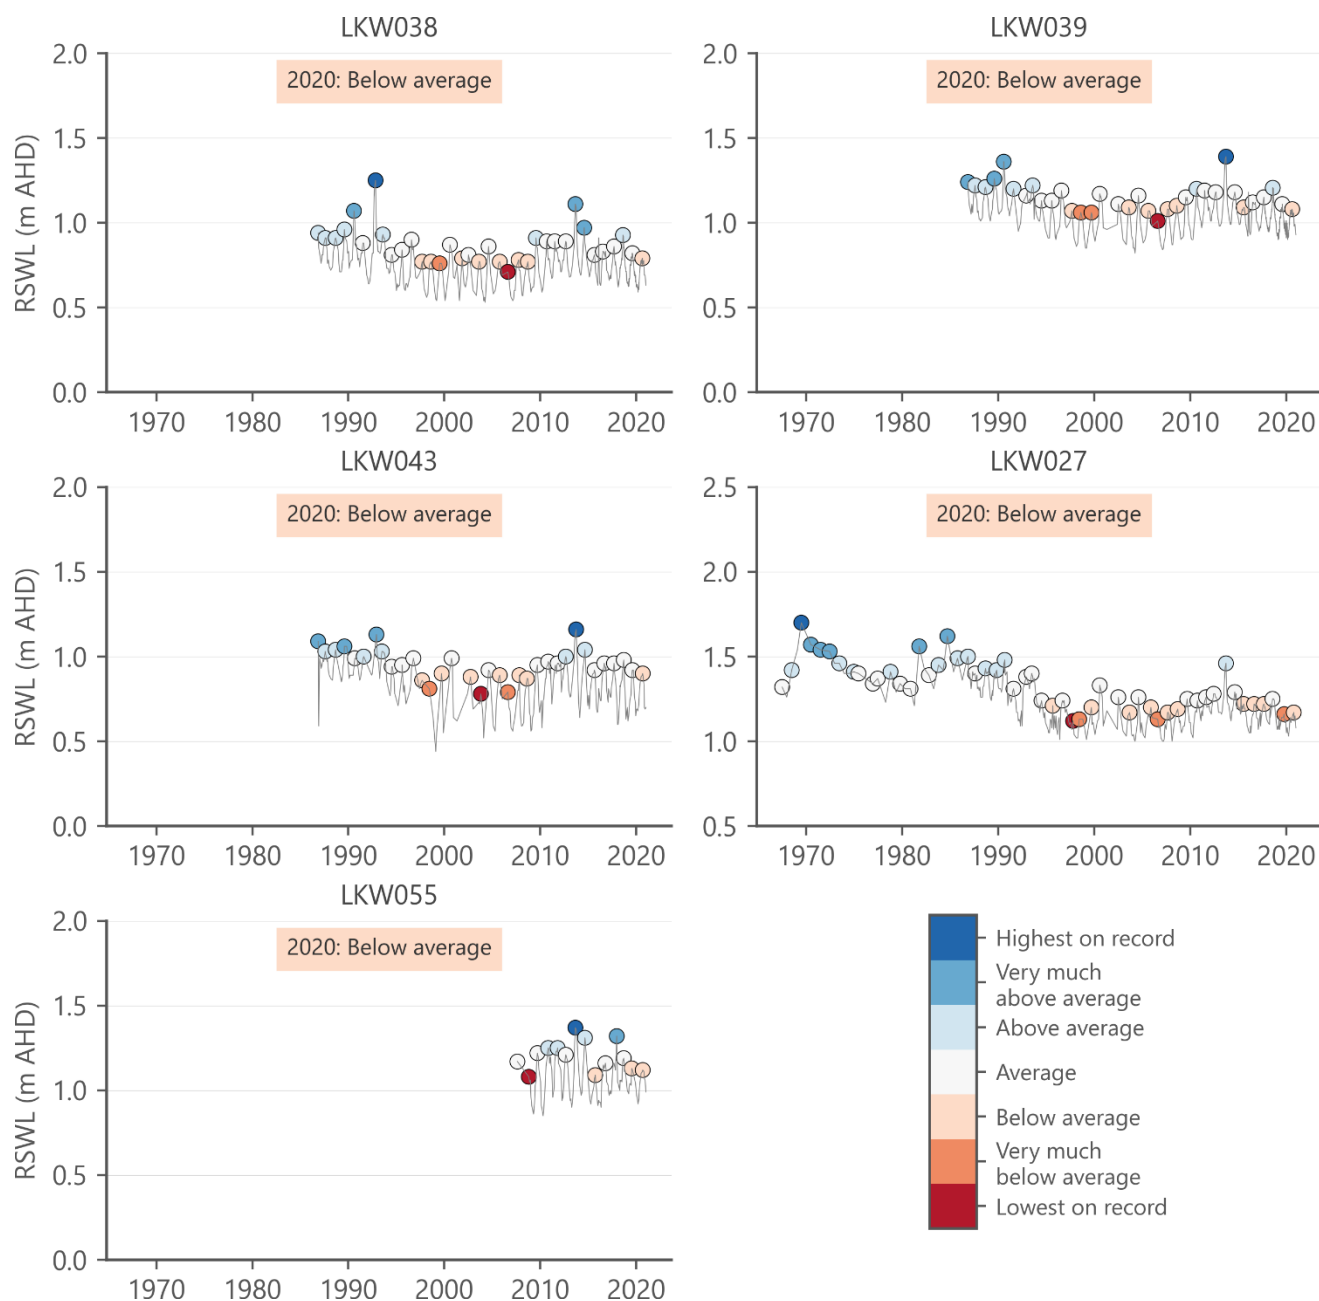 LKW038
LKW039
2020: Below average
2020: Below average
RSWL (m AHD)
2.0
1.5
1.0
0.5
0.0
1970 1980 1990 2000 2010 2020
2.0
1.5
1.0
0.5
0.0
1970 1980 1990 2000 2010 2020
LKW043
LKW027
2020: Below average
2020: Below average
RSWL (m AHD)
2.0
1.5
1.0
0.5
0.0
1970 1980 1990 2000 2010 2020
2.5
2.0
1.5
1.0
0.5
1970 1980 1990 2000 2010 2020
LKW055
2020: Below average
RSWL (m AHD)
2.0
1.5
1.0
0.5
0.0
1970 1980 1990 2000 2010 2020
Highest on record
Very much
above average
Above average
Average
Below average
Very much
below average
Lowest on record